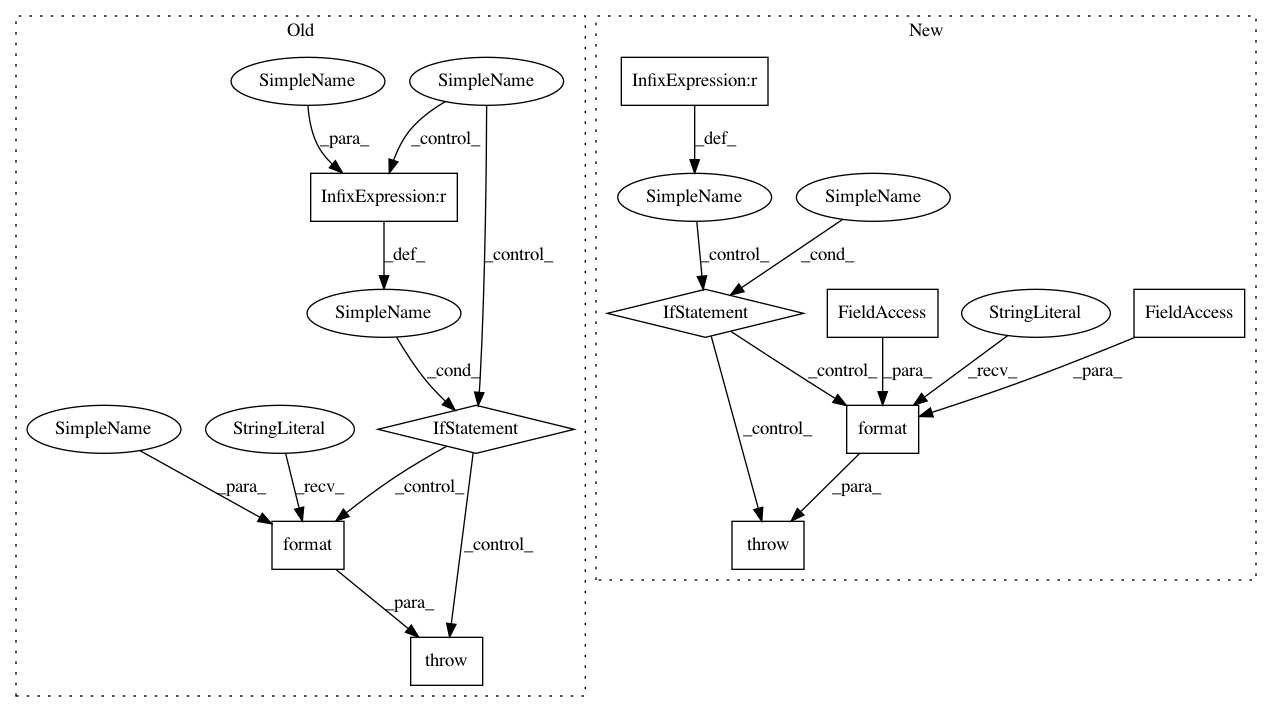 Old
New
SimpleName
SimpleName
InfixExpression:r
_para_
_control_
_def_
InfixExpression:r
SimpleName
SimpleName
_def_
_control_
_control_
_cond_
SimpleName
IfStatement
FieldAccess
StringLiteral
FieldAccess
_cond_
_control_
_para_
_recv_
_para_
SimpleName
StringLiteral
IfStatement
format
_control_
_para_
_recv_
_control_
_para_
format
_control_
throw
_para_
throw